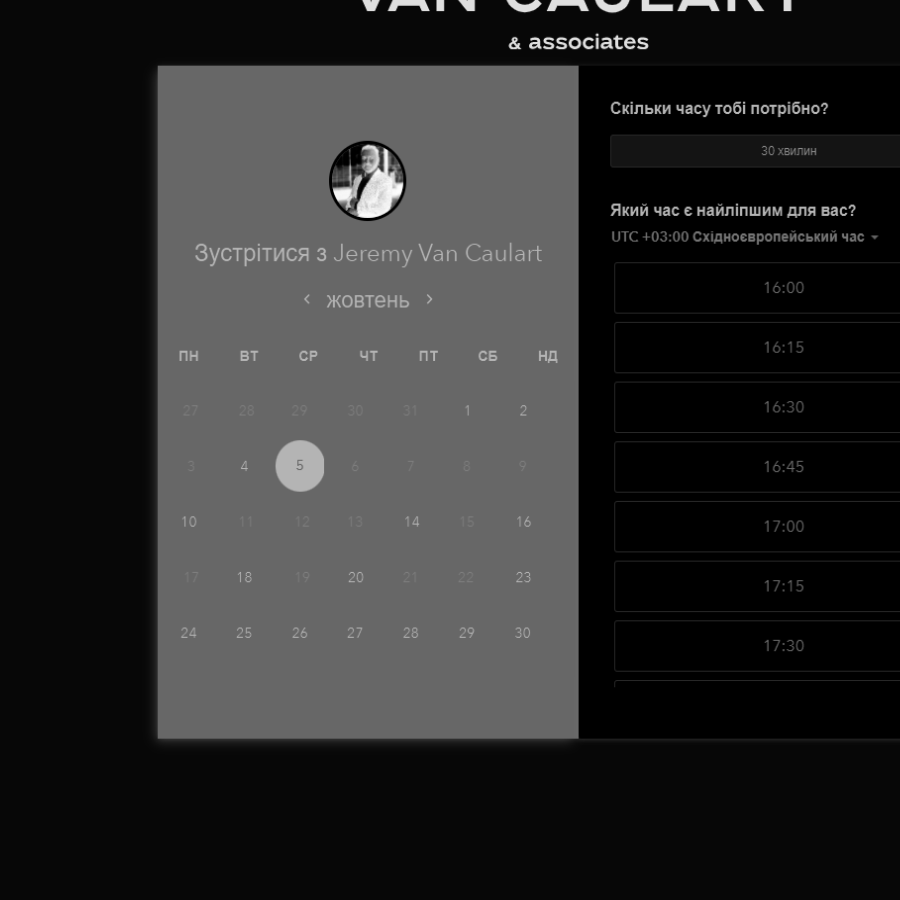 VAN CAULART
& associates
Зустрітися з Jeremy Van Caulart
жовтень
ПН ВТ СР ЧТ ПТ СБ НД
27 28 29 30 31 1 2
3 4 5 6 7 8 9
10 11 12 13 14 15 16
17 18 19 20 21 22 23
24 25 26 27 28 29 30
Скільки часу тобі потрібно?
30 хвилин
Який час є найліпшим для вас?
UTC +03:00 Східноєвропейський час
16:00
16:15
16:30
16:45
17:00
17:15
17:30